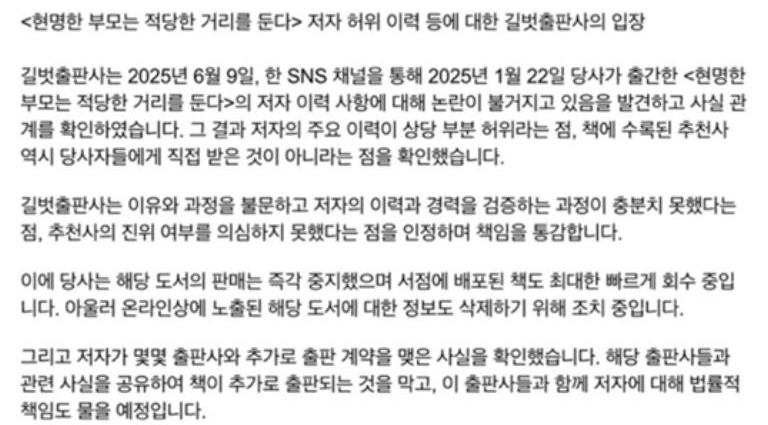 <현명한 부모는 적당한 거리를 둔다> 저자 허위 이력 등에 대한 길벗출판사의 입장
길벗출판사는 2025년 6월 9일, 한 SNS 채널을 통해 2025년 1월 22일 당사가 출간한 <현명한
부모는 적당한 거리를 둔다>의 저자 이력 사항에 대해 논란이 불거지고 있음을 발견하고 사실 관
계를 확인하였습니다. 그 결과 저자의 주요 이력이 상당 부분 허위라는 점, 책에 수록된 추천사
역시 당사자들에게 직접 받은 것이 아니라는 점을 확인했습니다.
길벗출판사는 이유와 과정을 불문하고 저자의 이력과 경력을 검증하는 과정이 충분치 못했다는
점, 추천사의 진위 여부를 의심하지 못했다는 점을 인정하며 책임을 통감합니다.
이에 당사는 해당 도서의 판매는 즉각 중지했으며 서점에 배포된 책도 최대한 빠르게 회수 중입
니다. 아울러 온라인상에 노출된 해당 도서에 대한 정보도 삭제하기 위해 조치 중입니다.
그리고 저자가 몇몇 출판사와 추가로 출판 계약을 맺은 사실을 확인했습니다. 해당 출판사들과
관련 사실을 공유하여 책이 추가로 출판되는 것을 막고, 이 출판사들과 함께 저자에 대해 법률적
책임도 물을 예정입니다.